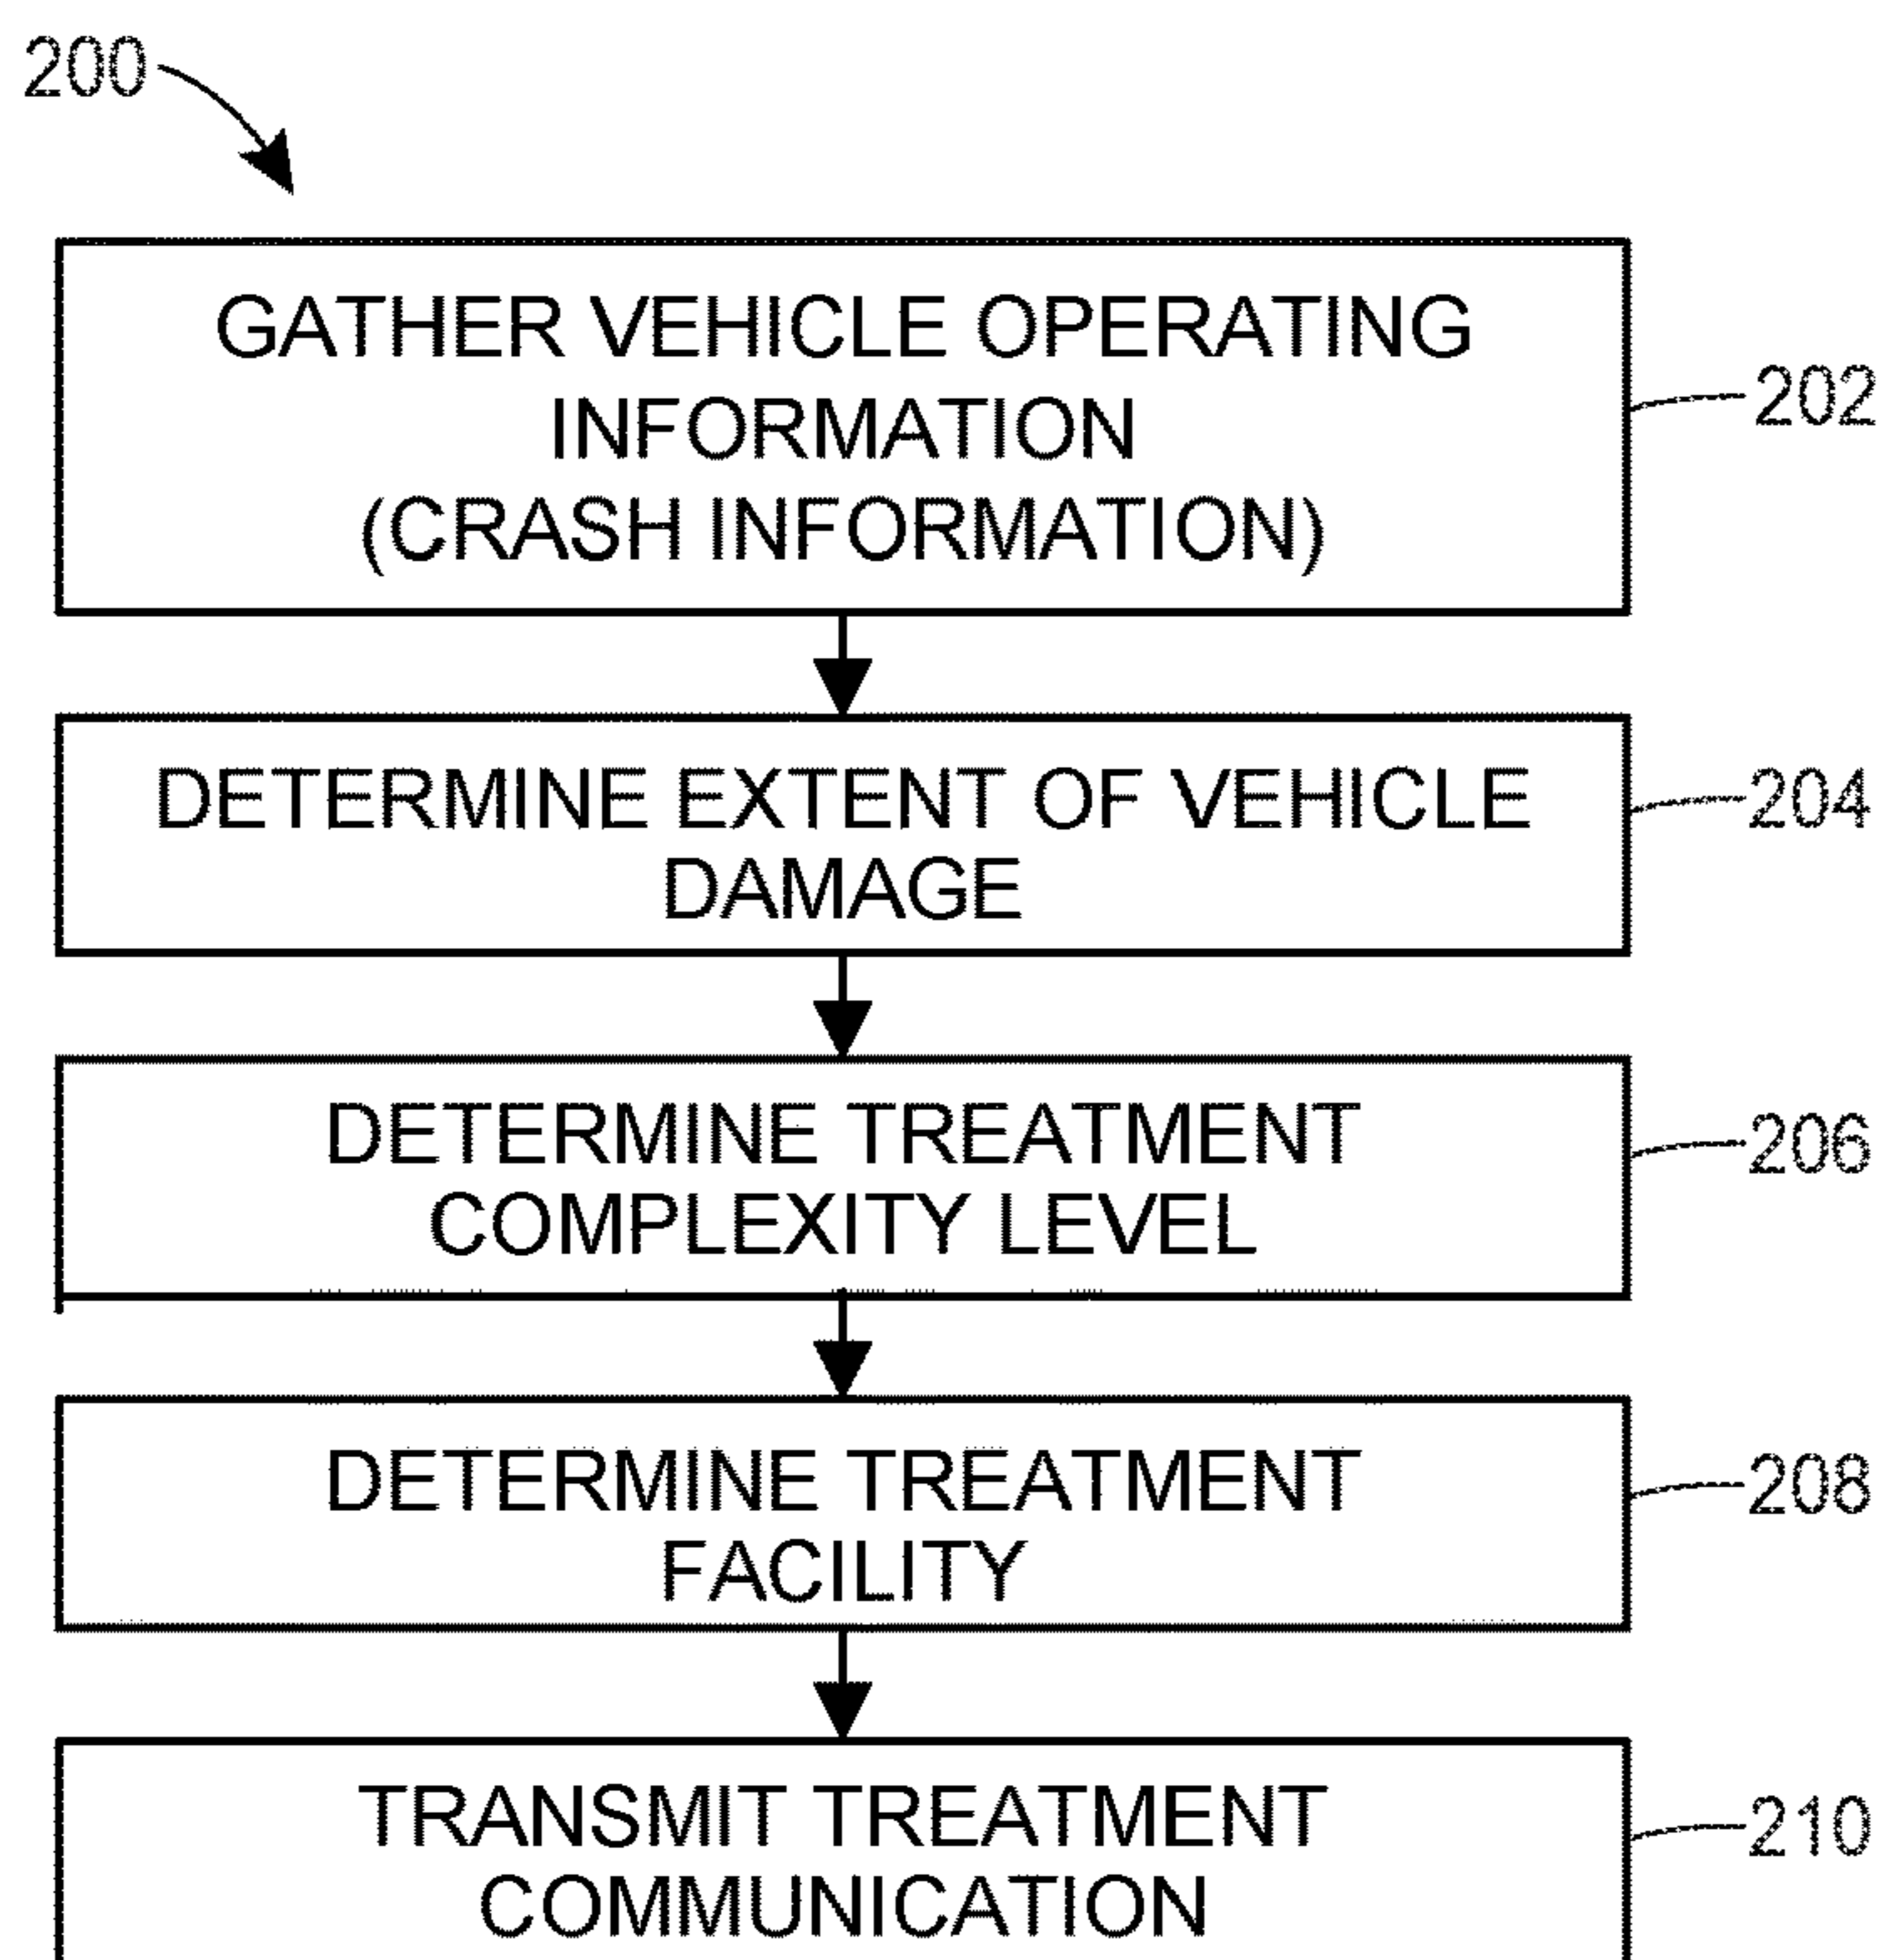 200
GATHER VEHICLE OPERATING
INFORMATION
(CRASH INFORMATION)
202
DETERMINE EXTENT OF VEHICLE
DAMAGE
204
DETERMINE TREATMENT
COMPLEXITY LEVEL
206
DETERMINE TREATMENT
FACILITY
208
TRANSMIT TREATMENT
COMMUNICATION
210